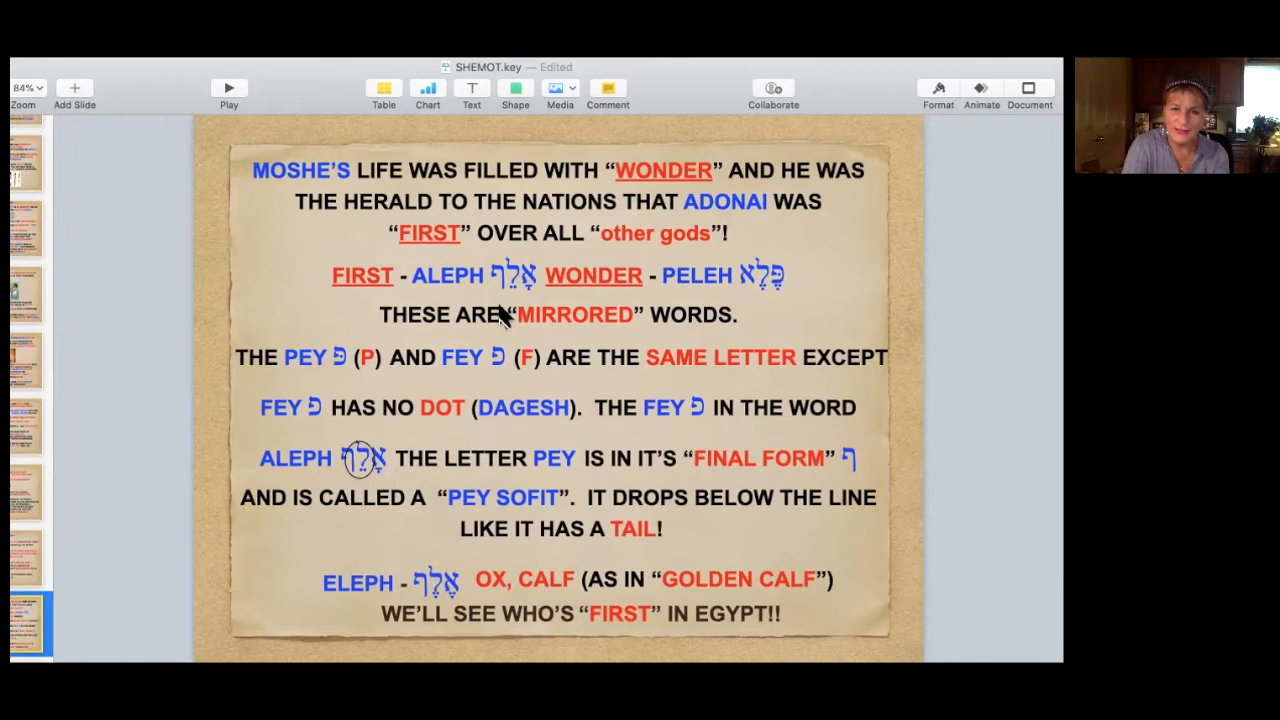 SHEMOT.key — Edited
84%
Zoom
Add Slide
Play
Table
Chart
Text
Shape
Media
Comment
Collaborate
Format
Animate
Document
MOSHE'S LIFE WAS FILLED WITH “WONDER” AND HE WAS
THE HERALD TO THE NATIONS THAT ADONAI WAS
“FIRST” OVER ALL “other gods”!
FIRST - ALEPH אָלֵף WONDER - PELEH פֶּלֶא
THESE ARE “MIRRORED” WORDS.
THE PEY פּ (P) AND FEY פ (F) ARE THE SAME LETTER EXCEPT
FEY פ HAS NO DOT (DAGESH). THE FEY פ IN THE WORD
ALEPH אָלֵף THE LETTER PEY IS IN IT'S “FINAL FORM” ף
AND IS CALLED A “PEY SOFIT”. IT DROPS BELOW THE LINE
LIKE IT HAS A TAIL!
ELEPH - אֶלֶף OX, CALF (AS IN “GOLDEN CALF”)
WE'LL SEE WHO'S “FIRST” IN EGYPT!!